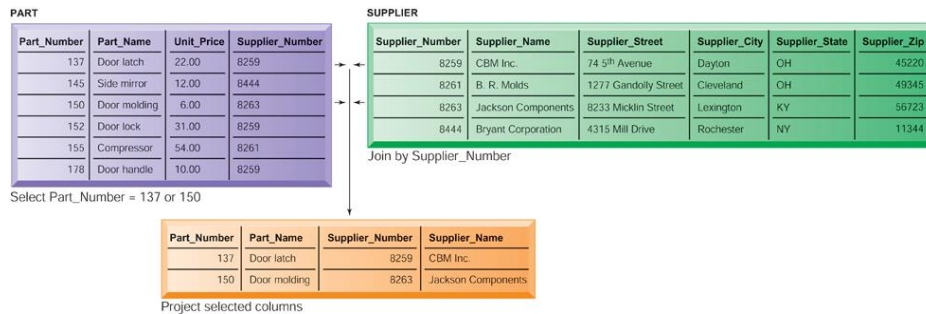 PART
Part_Number Part_Name Unit_Price Supplier_Number
137 Door latch 22.00 8259
145 Side mirror 12.00 8444
150 Door molding 6.00 8263
152 Door lock 31.00 8259
155 Compressor 54.00 8261
178 Door handle 10.00 8259
Select Part_Number = 137 or 150
SUPPLIER
Supplier_Number Supplier_Name Supplier_Street Supplier_City Supplier_State Supplier_Zip
8259 CBM Inc. 74 5th Avenue Dayton OH 45220
8261 B. R. Molds 1277 Gandolly Street Cleveland OH 49345
8263 Jackson Components 8233 Micklin Street Lexington KY 56723
8444 Bryant Corporation 4315 Mill Drive Rochester NY 11344
Join by Supplier_Number
Part_Number Part_Name Supplier_Number Supplier_Name
137 Door latch 8259 CBM Inc.
150 Door molding 8263 Jackson Components
Project selected columns